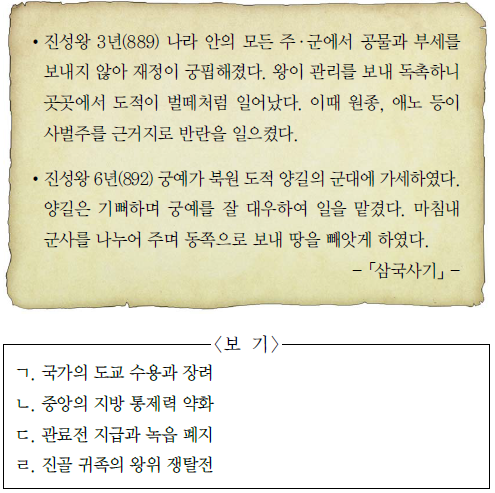 • 진성왕 3년(889) 나라 안의 모든 주·군에서 공물과 부세를
보내지 않아 재정이 궁핍해졌다. 왕이 관리를 보내 독촉하니
곳곳에서 도적이 벌떼처럼 일어났다. 이때 원종, 애노 등이
사벌주를 근거지로 반란을 일으켰다.
• 진성왕 6년(892) 궁예가 북원 도적 양길의 군대에 가세하였다.
양길은 기뻐하며 궁예를 잘 대우하여 일을 맡겼다. 마침내
군사를 나누어 주며 동쪽으로 보내 땅을 빼앗게 하였다.
-「삼국사기」-
〈보 기〉
ㄱ. 국가의 도교 수용과 장려
ㄴ. 중앙의 지방 통제력 약화
ㄷ. 관료전 지급과 녹읍 폐지
ㄹ. 진골 귀족의 왕위 쟁탈전